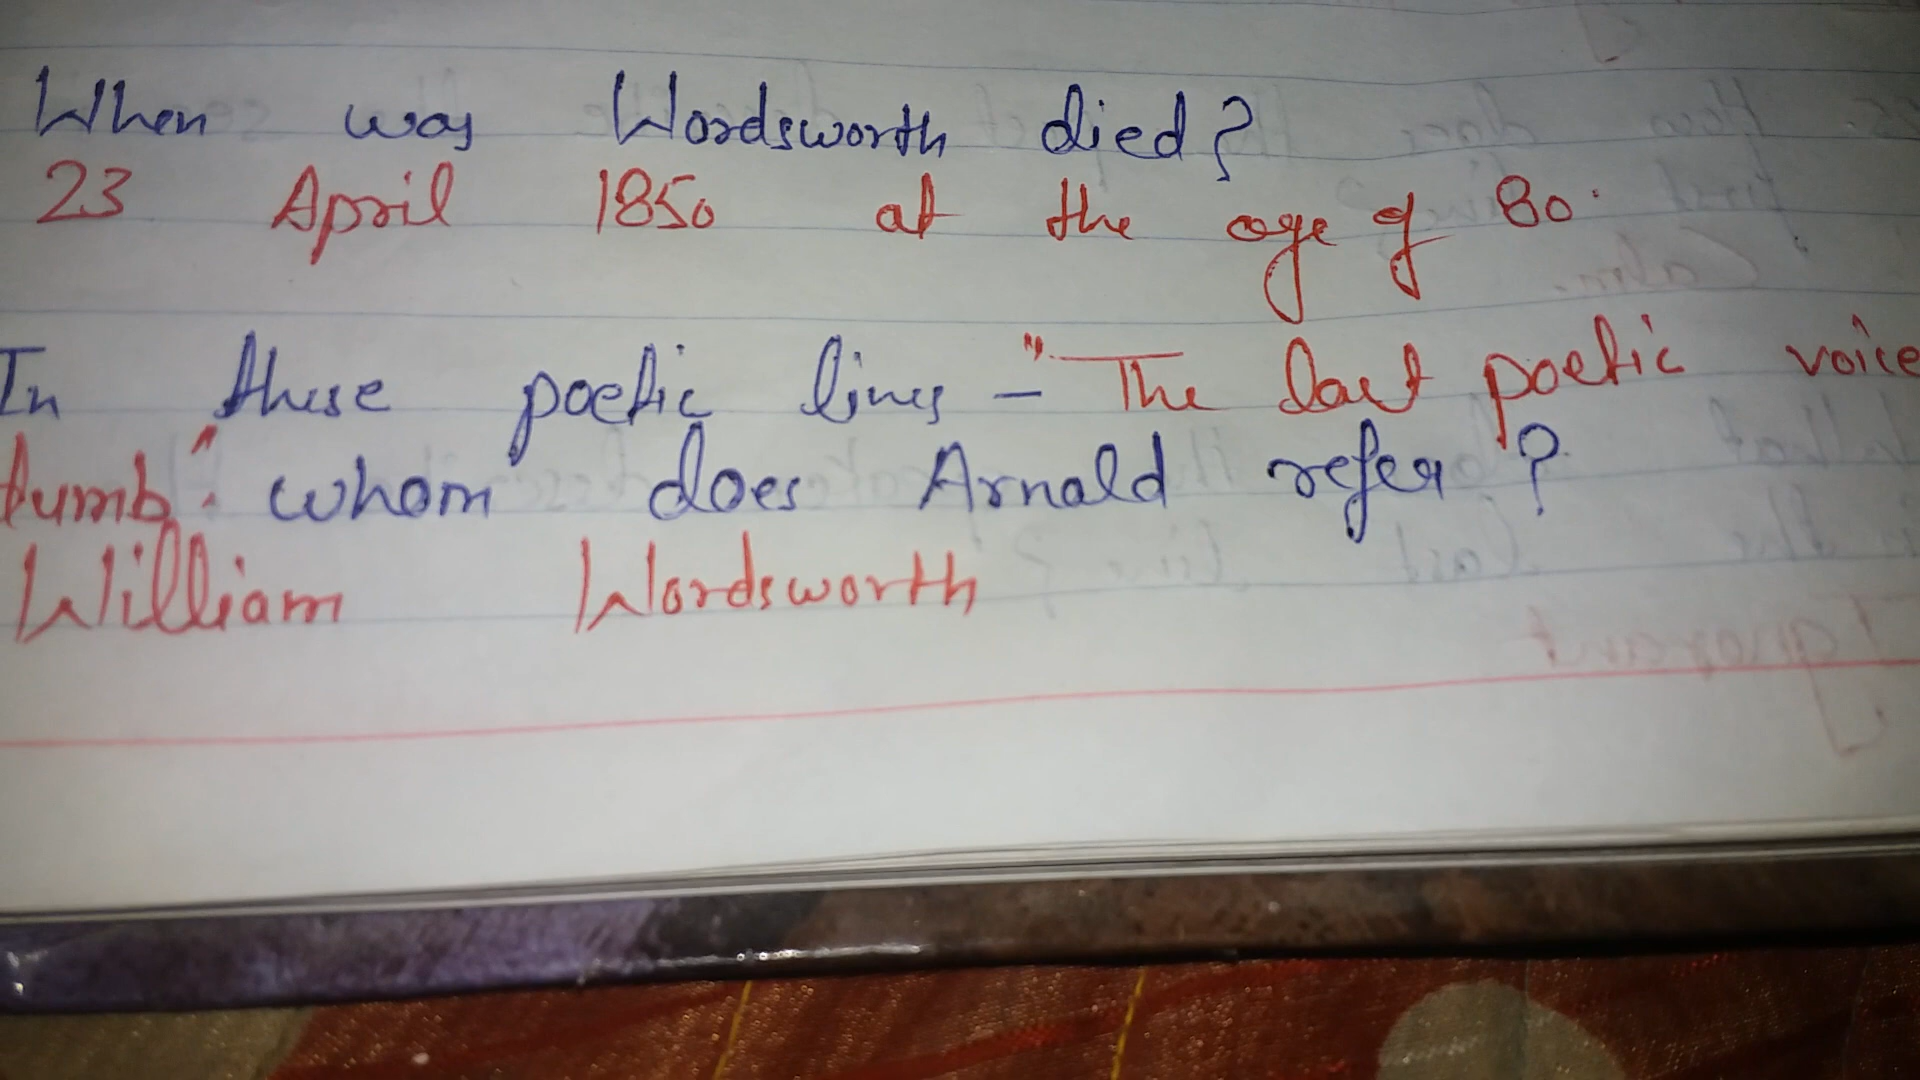 When was Wordsworth died?
23 April 1850 at the age of 80.
In these poetic lines - "The last poetic voice
dumb". whom does Arnold refer?
William Wordsworth